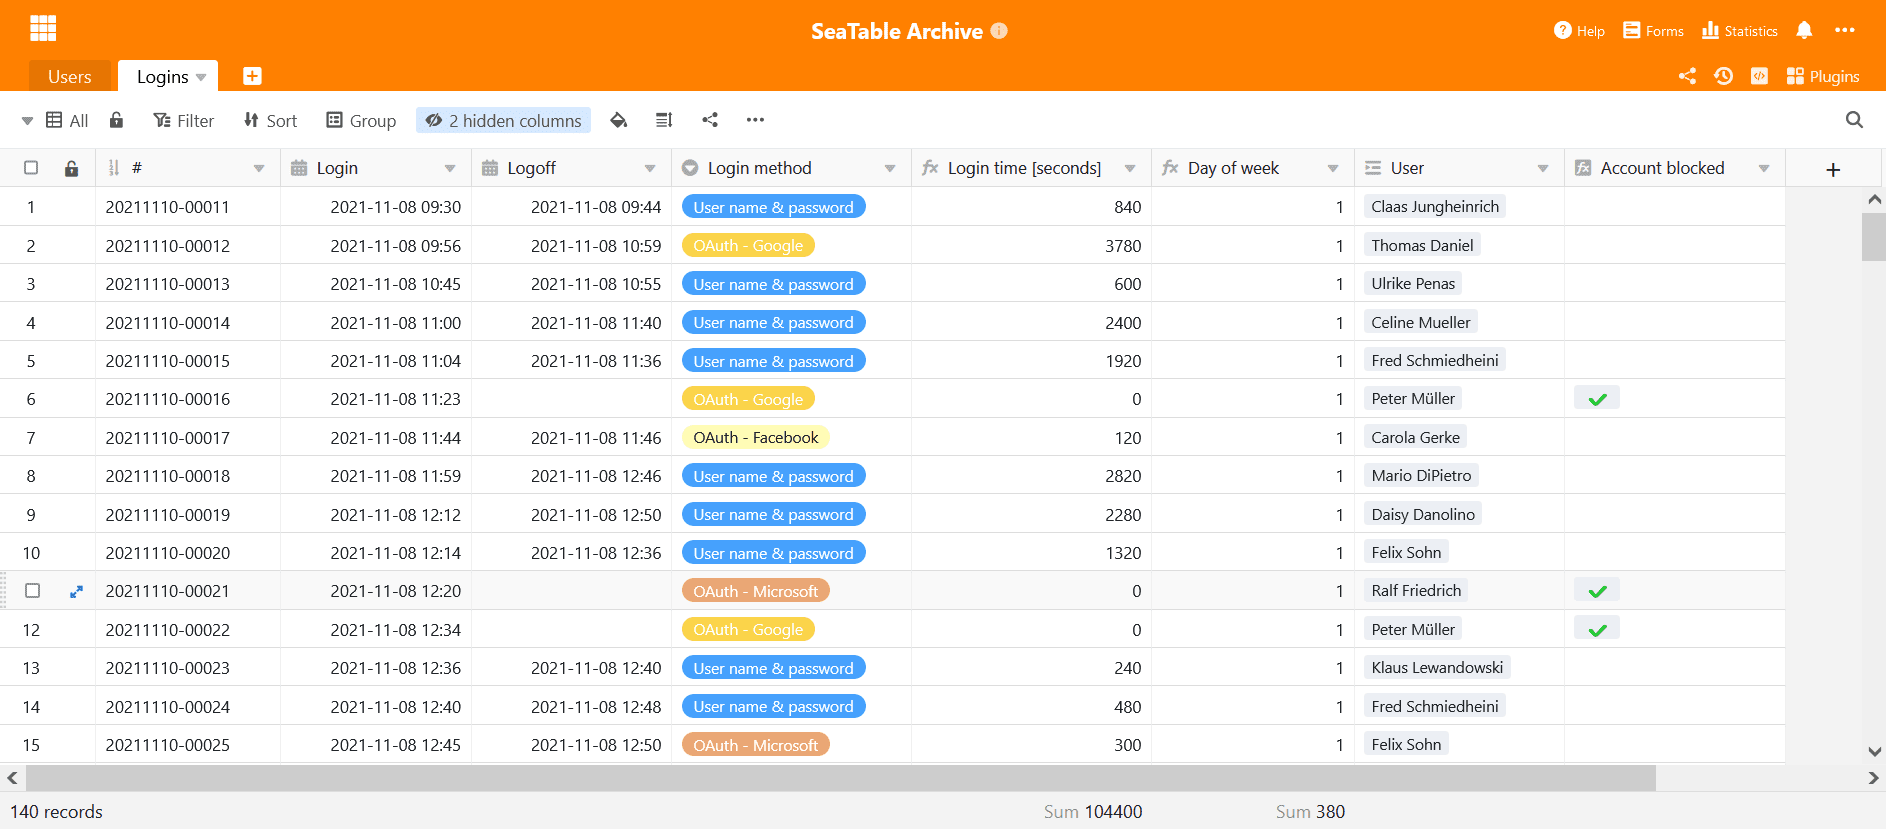 SeaTable Archive
Help Forms Statistics
Users Logins
Plugins
All Filter Sort Group 2 hidden columns
# Login Logoff Login method Login time [seconds] Day of week User Account blocked
1 20211110-00011 2021-11-08 09:30 2021-11-08 09:44 User name & password 840 1 Claas Jungheinrich
2 20211110-00012 2021-11-08 09:56 2021-11-08 10:59 OAuth - Google 3780 1 Thomas Daniel
3 20211110-00013 2021-11-08 10:45 2021-11-08 10:55 User name & password 600 1 Ulrike Penas
4 20211110-00014 2021-11-08 11:00 2021-11-08 11:40 User name & password 2400 1 Celine Mueller
5 20211110-00015 2021-11-08 11:04 2021-11-08 11:36 User name & password 1920 1 Fred Schmiedheini
6 20211110-00016 2021-11-08 11:23 OAuth - Google 0 1 Peter Müller
7 20211110-00017 2021-11-08 11:44 2021-11-08 11:46 OAuth - Facebook 120 1 Carola Gerke
8 20211110-00018 2021-11-08 11:59 2021-11-08 12:46 User name & password 2820 1 Mario DiPietro
9 20211110-00019 2021-11-08 12:12 2021-11-08 12:50 User name & password 2280 1 Daisy Danolino
10 20211110-00020 2021-11-08 12:14 2021-11-08 12:36 User name & password 1320 1 Felix Sohn
20211110-00021 2021-11-08 12:20 OAuth - Microsoft 0 1 Ralf Friedrich
12 20211110-00022 2021-11-08 12:34 OAuth - Google 0 1 Peter Müller
13 20211110-00023 2021-11-08 12:36 2021-11-08 12:40 User name & password 240 1 Klaus Lewandowski
14 20211110-00024 2021-11-08 12:40 2021-11-08 12:48 User name & password 480 1 Fred Schmiedheini
15 20211110-00025 2021-11-08 12:45 2021-11-08 12:50 OAuth - Microsoft 300 1 Felix Sohn
140 records Sum 104400 Sum 380